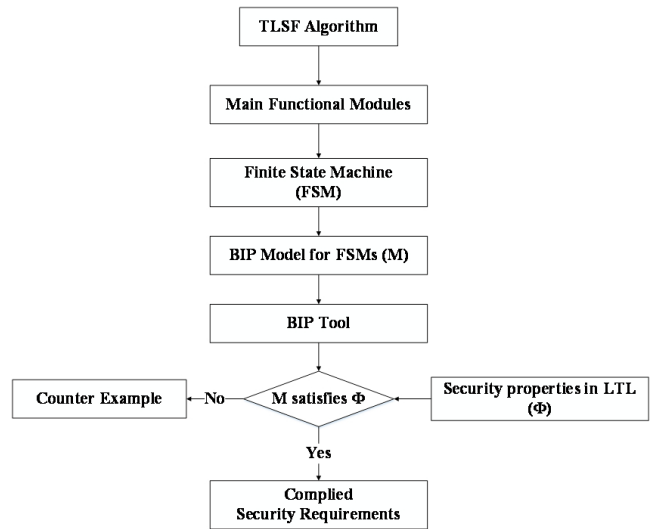 TLSF Algorithm
Main Functional Modules
Finite State Machine
(FSM)
BIP Model for FSMs (M)
BIP Tool
Counter Example
No
M satisfies Φ
Security properties in LTL
(Φ)
Yes
Complied
Security Requirements